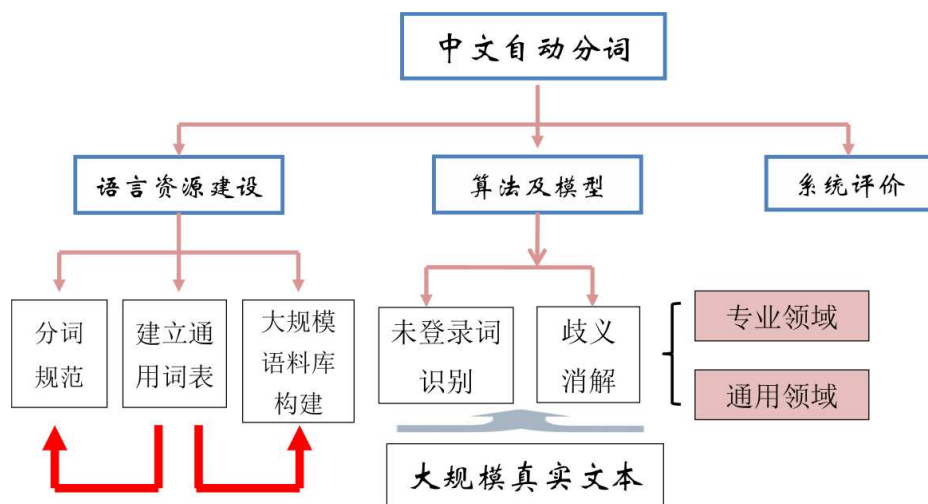 中文自动分词
语言资源建设
算法及模型
系统评价
分词
规范
建立通
用词表
大规模
语料库
构建
未登录词
识别
歧义
消解
专业领域
通用领域
大规模真实文本